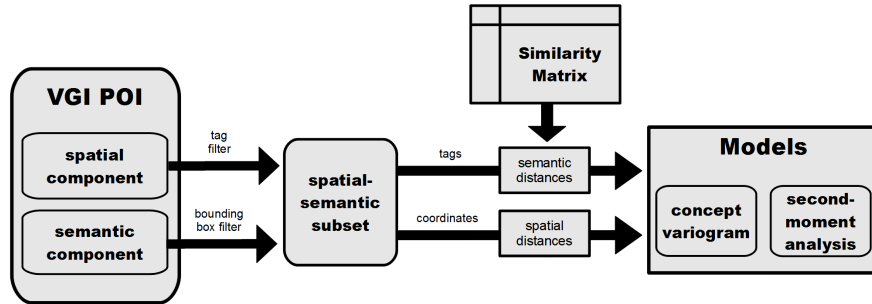 VGI POI
spatial
component
semantic
component
tag
filter
bounding
box filter
spatial-
semantic
subset
Similarity
Matrix
tags
coordinates
semantic
distances
spatial
distances
Models
concept
variogram
second-
moment
analysis